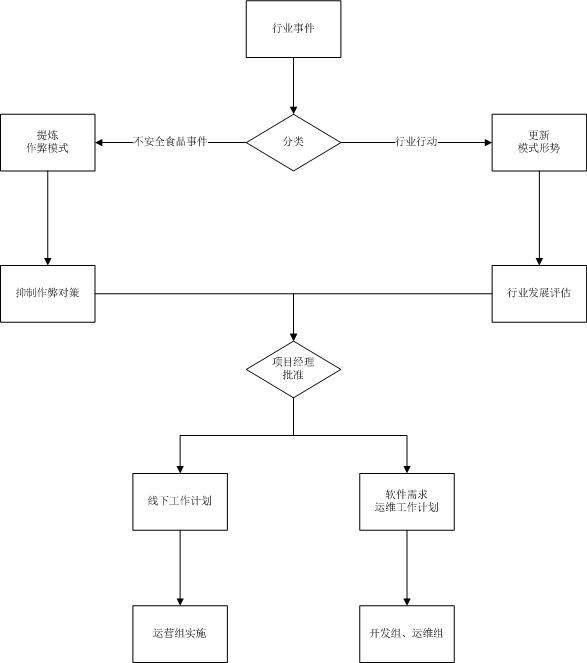 行业事件
提炼
作弊模式
不安全食品事件
分类
行业行动
更新
模式形势
抑制作弊对策
行业发展评估
项目经理
批准
线下工作计划
软件需求
运维工作计划
运营组实施
开发组、运维组